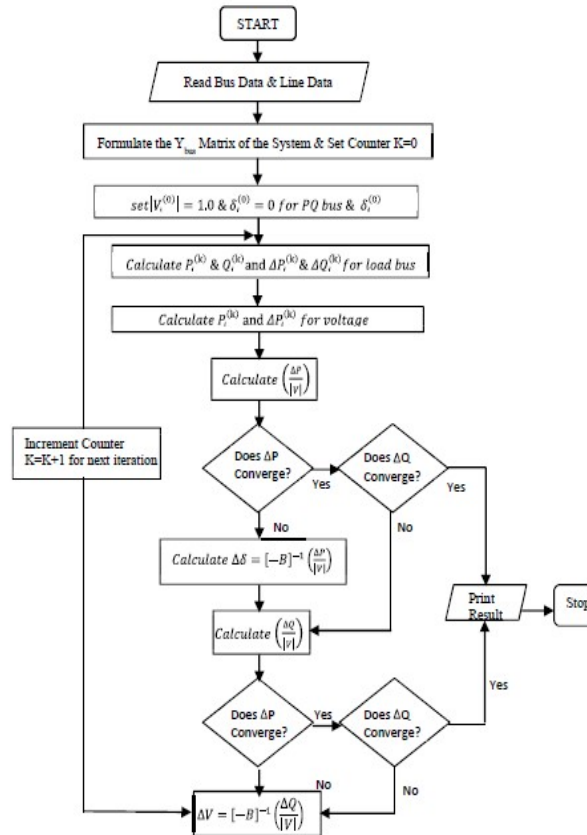 START
Read Bus Data & Line Data
Formulate the Y_bus Matrix of the System & Set Counter K=0
set|V_i^(0)| = 1.0 & δ_i^(0) = 0 for PQ bus & δ_i^(0)
Calculate P_i^(k) & Q_i^(k) and ΔP_i^(k) & ΔQ_i^(k) for load bus
Calculate P_i^(k) and ΔP_i^(k) for voltage
Calculate (ΔP/|V|)
Increment Counter
K=K+1 for next iteration
Does ΔP
Converge?
Yes
Does ΔQ
Converge?
Yes
No
No
Calculate Δδ = [−B]^−1 (ΔP/|V|)
Calculate (ΔQ/|V|)
Print
Result
Stop
Does ΔP
Converge?
Yes
Does ΔQ
Converge?
Yes
No
No
ΔV = [−B]^−1 (ΔQ/|V|)